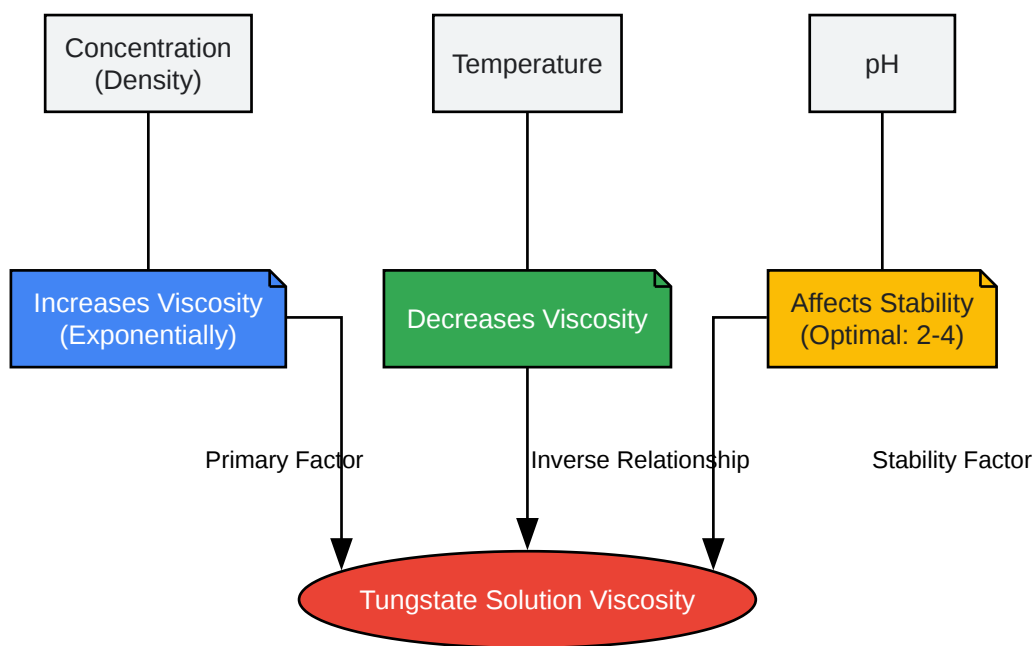 Concentration
(Density)
Temperature
pH
Increases Viscosity
(Exponentially)
Decreases Viscosity
Affects Stability
(Optimal: 2-4)
Primary Factor
Inverse Relationship
Stability Factor
Tungstate Solution Viscosity